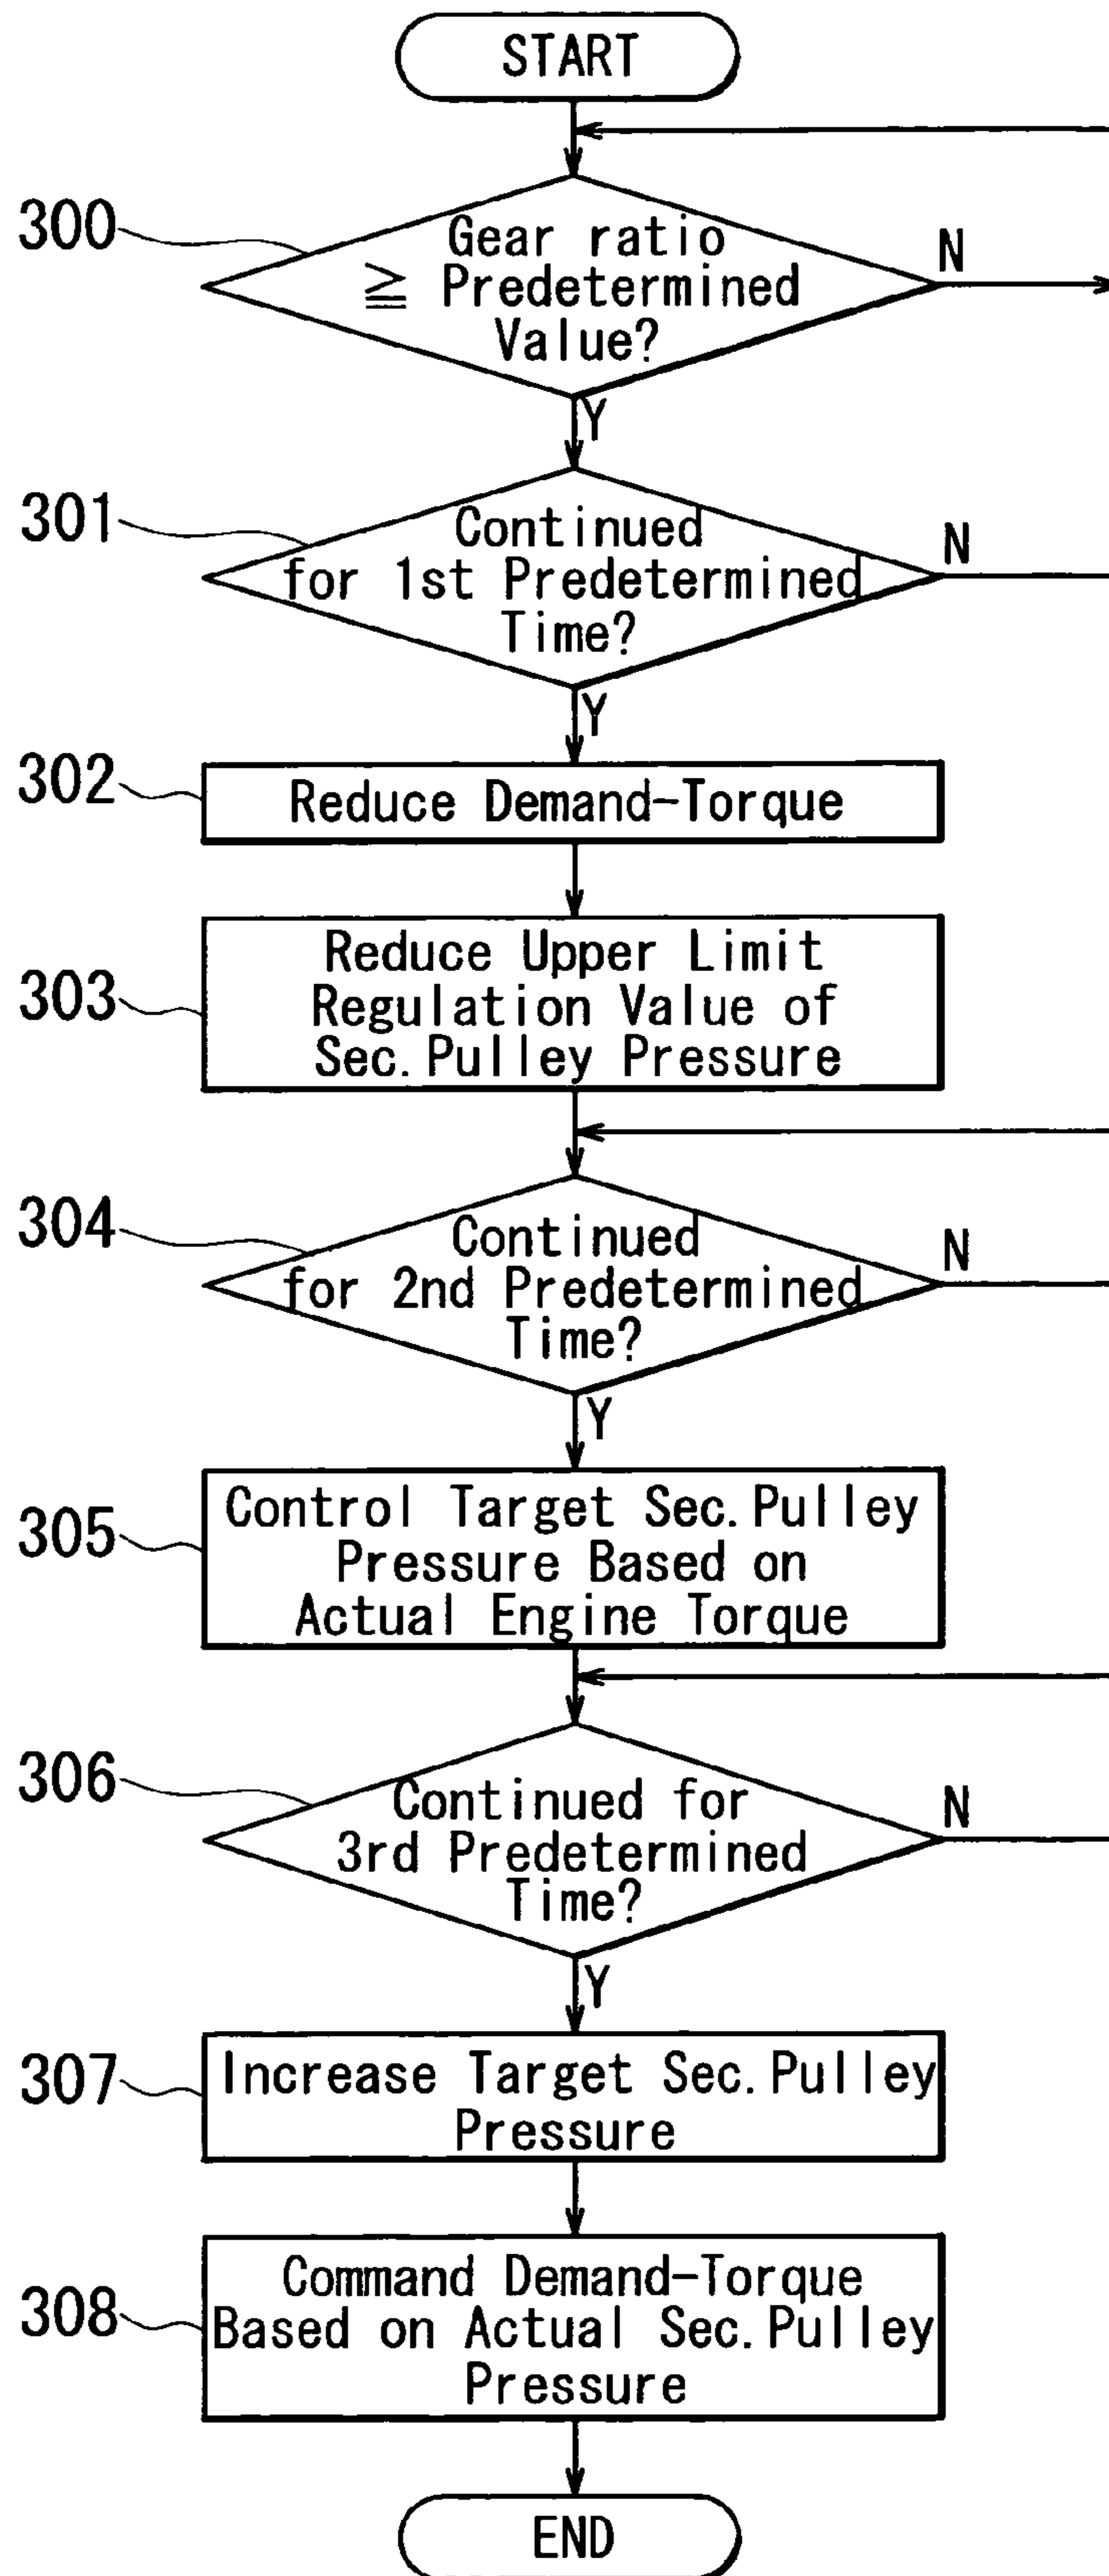 START
300
Gear ratio
≧ Predetermined
Value?
N
Y
301
Continued
for 1st Predetermined
Time?
N
Y
302
Reduce Demand-Torque
303
Reduce Upper Limit
Regulation Value of
Sec. Pulley Pressure
304
Continued
for 2nd Predetermined
Time?
N
Y
305
Control Target Sec. Pulley
Pressure Based on
Actual Engine Torque
306
Continued for
3rd Predetermined
Time?
N
Y
307
Increase Target Sec. Pulley
Pressure
308
Command Demand-Torque
Based on Actual Sec. Pulley
Pressure
END